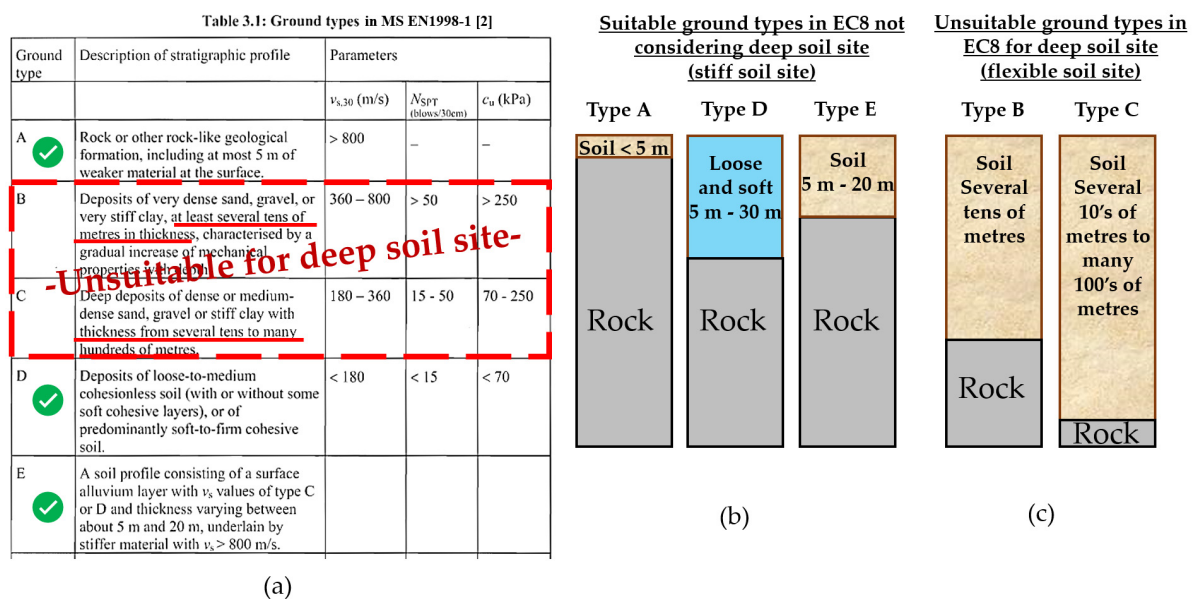 Table 3.1: Ground types in MS EN1998-1 [2]
Ground type
Description of stratigraphic profile
Parameters
vs,30 (m/s)
NSPT
(blows/30cm)
cu (kPa)
A
Rock or other rock-like geological
formation, including at most 5 m of
weaker material at the surface.
> 800
–
–
B
Deposits of very dense sand, gravel, or
very stiff clay, at least several tens of
metres in thickness, characterised by a
gradual increase of mechanical
properties with depth.
360 – 800
> 50
> 250
-Unsuitable for deep soil site-
C
Deep deposits of dense or medium-
dense sand, gravel or stiff clay with
thickness from several tens to many
hundreds of metres.
180 – 360
15 - 50
70 - 250
D
Deposits of loose-to-medium
cohesionless soil (with or without some
soft cohesive layers), or of
predominantly soft-to-firm cohesive
soil.
< 180
< 15
< 70
E
A soil profile consisting of a surface
alluvium layer with vs values of type C
or D and thickness varying between
about 5 m and 20 m, underlain by
stiffer material with vs > 800 m/s.
(a)
Suitable ground types in EC8 not
considering deep soil site
(stiff soil site)
Type A
Type D
Type E
Soil < 5 m
Rock
Loose
and soft
5 m - 30 m
Rock
Soil
5 m - 20 m
Rock
(b)
Unsuitable ground types in
EC8 for deep soil site
(flexible soil site)
Type B
Type C
Soil
Several
tens of
metres
Rock
Soil
Several
10's of
metres to
many
100's of
metres
Rock
(c)